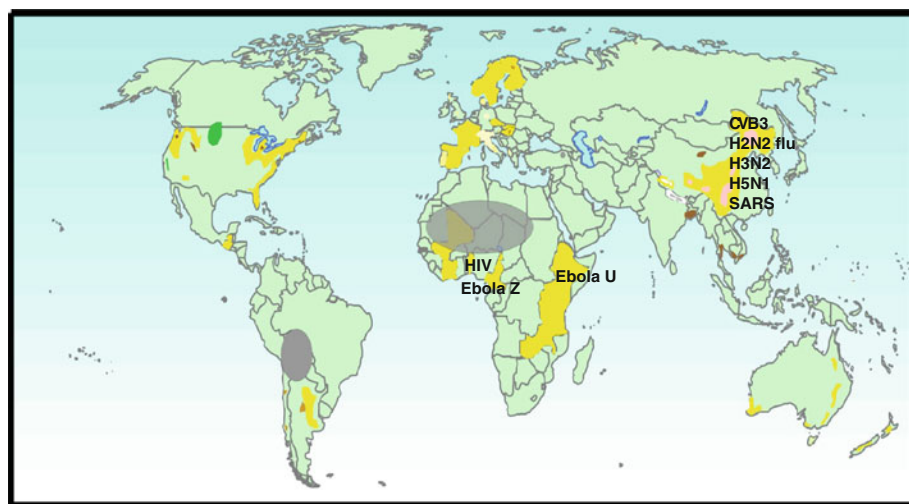 CVB3
H2N2 flu
H3N2
H5N1
SARS
HIV
Ebola Z
Ebola U